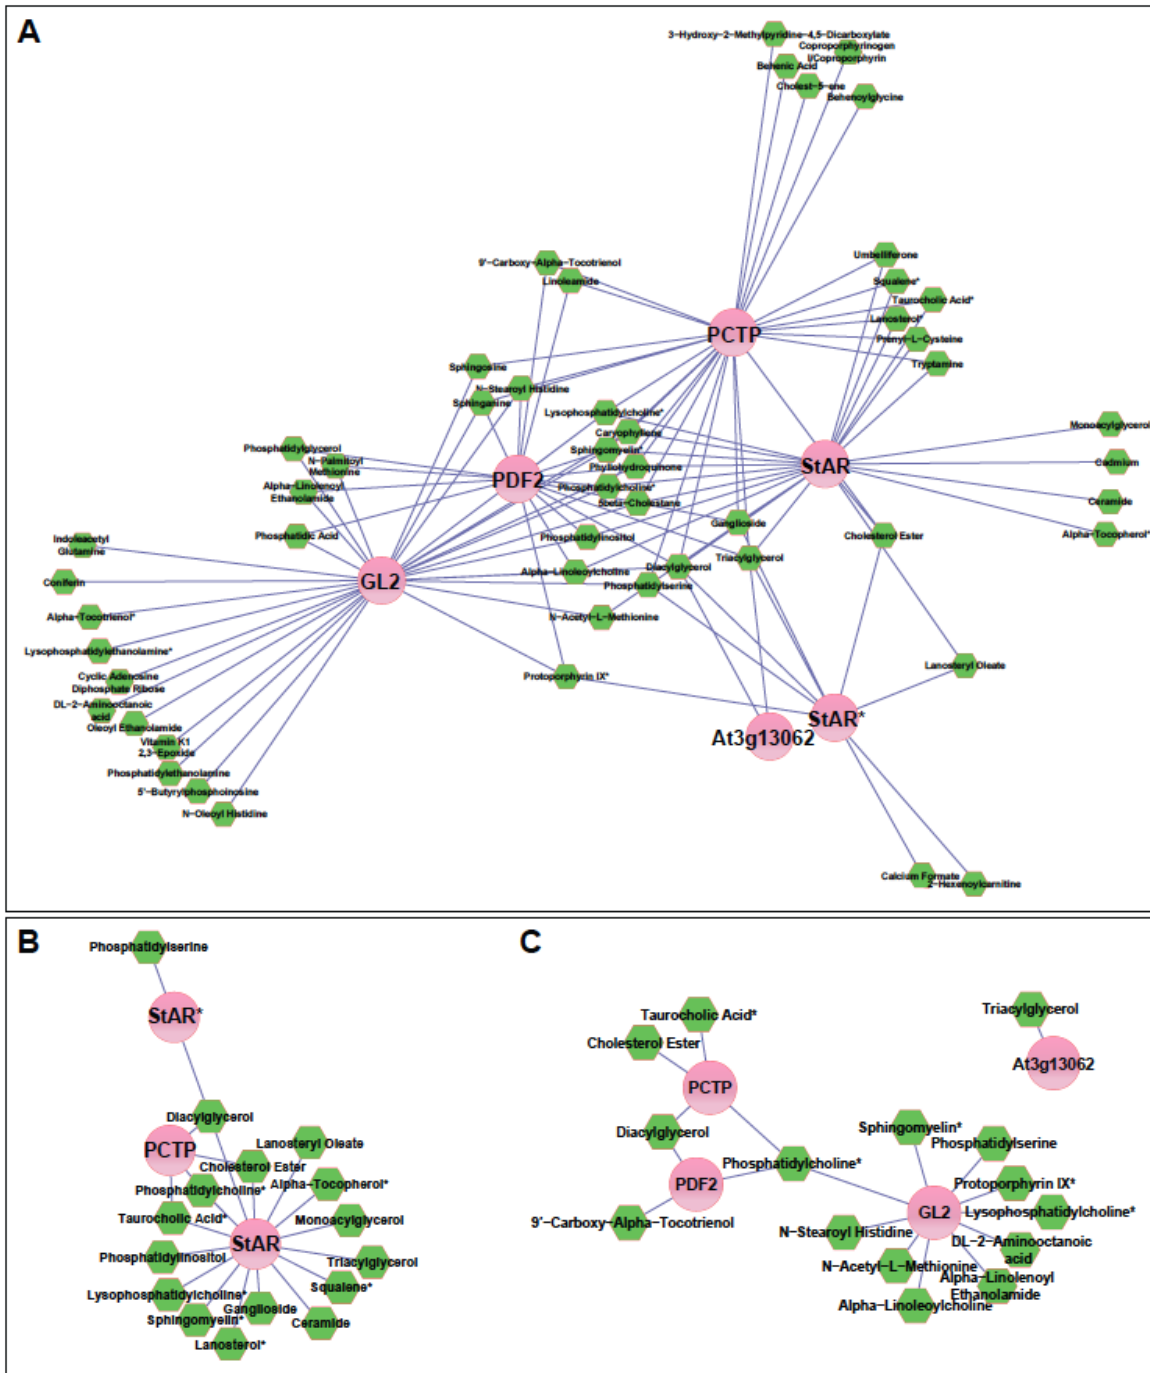 A
3-Hydroxy-2-Methylpyridine-4,5-Dicarboxylate
Coproporphyrinogen
I/Coproporphyrin
Behenic Acid
Cholest-5-ene
Behenoylglycine
9'-Carboxy-Alpha-Tocotrienol
Linoleamide
Umbelliferone
Squalene*
Taurocholic Acid*
Lanosterol*
Prenyl-L-Cysteine
Tryptamine
PCTP
Sphingosine
N-Stearoyl Histidine
Sphinganine
Lysophosphatidylcholine*
Caryophyllene
Sphingomyelin*
Phyllohydroquinone
Phosphatidylcholine*
5beta-Cholestane
Monoacylglycerol
Cadmium
Ceramide
Alpha-Tocopherol*
StAR
PDF2
Phosphatidylglycerol
N-Palmitoyl
Methionine
Alpha-Linolenoyl
Ethanolamide
Phosphatidic Acid
Ganglioside
Cholesterol Ester
Phosphatidylinositol
Triacylglycerol
Diacylglycerol
Alpha-Linoleoylcholine
Phosphatidylserine
Indoleacetyl
Glutamine
Coniferin
GL2
Alpha-Tocotrienol*
N-Acetyl-L-Methionine
Lysophosphatidylethanolamine*
Lanosteryl Oleate
Protoporphyrin IX*
Cyclic Adenosine
Diphosphate Ribose
DL-2-Aminooctanoic
acid
Oleoyl Ethanolamide
StAR*
At3g13062
Vitamin K1
2,3-Epoxide
Phosphatidylethanolamine
5'-Butyrylphosphoinosine
N-Oleoyl Histidine
Calcium Formate
2-Hexenoylcarnitine
B
Phosphatidylserine
StAR*
Diacylglycerol
PCTP
Lanosteryl Oleate
Cholesterol Ester
Phosphatidylcholine*
Alpha-Tocopherol*
Taurocholic Acid*
Monoacylglycerol
StAR
Phosphatidylinositol
Triacylglycerol
Squalene*
Lysophosphatidylcholine*
Ganglioside
Sphingomyelin*
Ceramide
Lanosterol*
C
Taurocholic Acid*
Cholesterol Ester
PCTP
Triacylglycerol
At3g13062
Diacylglycerol
Sphingomyelin*
Phosphatidylserine
Phosphatidylcholine*
PDF2
Protoporphyrin IX*
GL2
Lysophosphatidylcholine*
9'-Carboxy-Alpha-Tocotrienol
N-Stearoyl Histidine
DL-2-Aminooctanoic
acid
N-Acetyl-L-Methionine
Alpha-Linolenoyl
Ethanolamide
Alpha-Linoleoylcholine